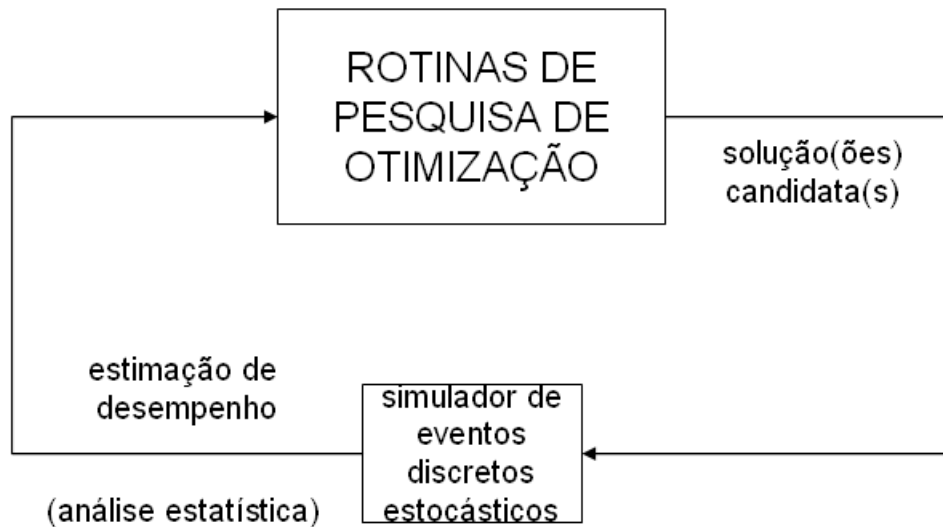 ROTINAS DE
PESQUISA DE
OTIMIZAÇÃO
solução(ões)
candidata(s)
estimação de
desempenho
simulador de
eventos
discretos
estocásticos
(análise estatística)